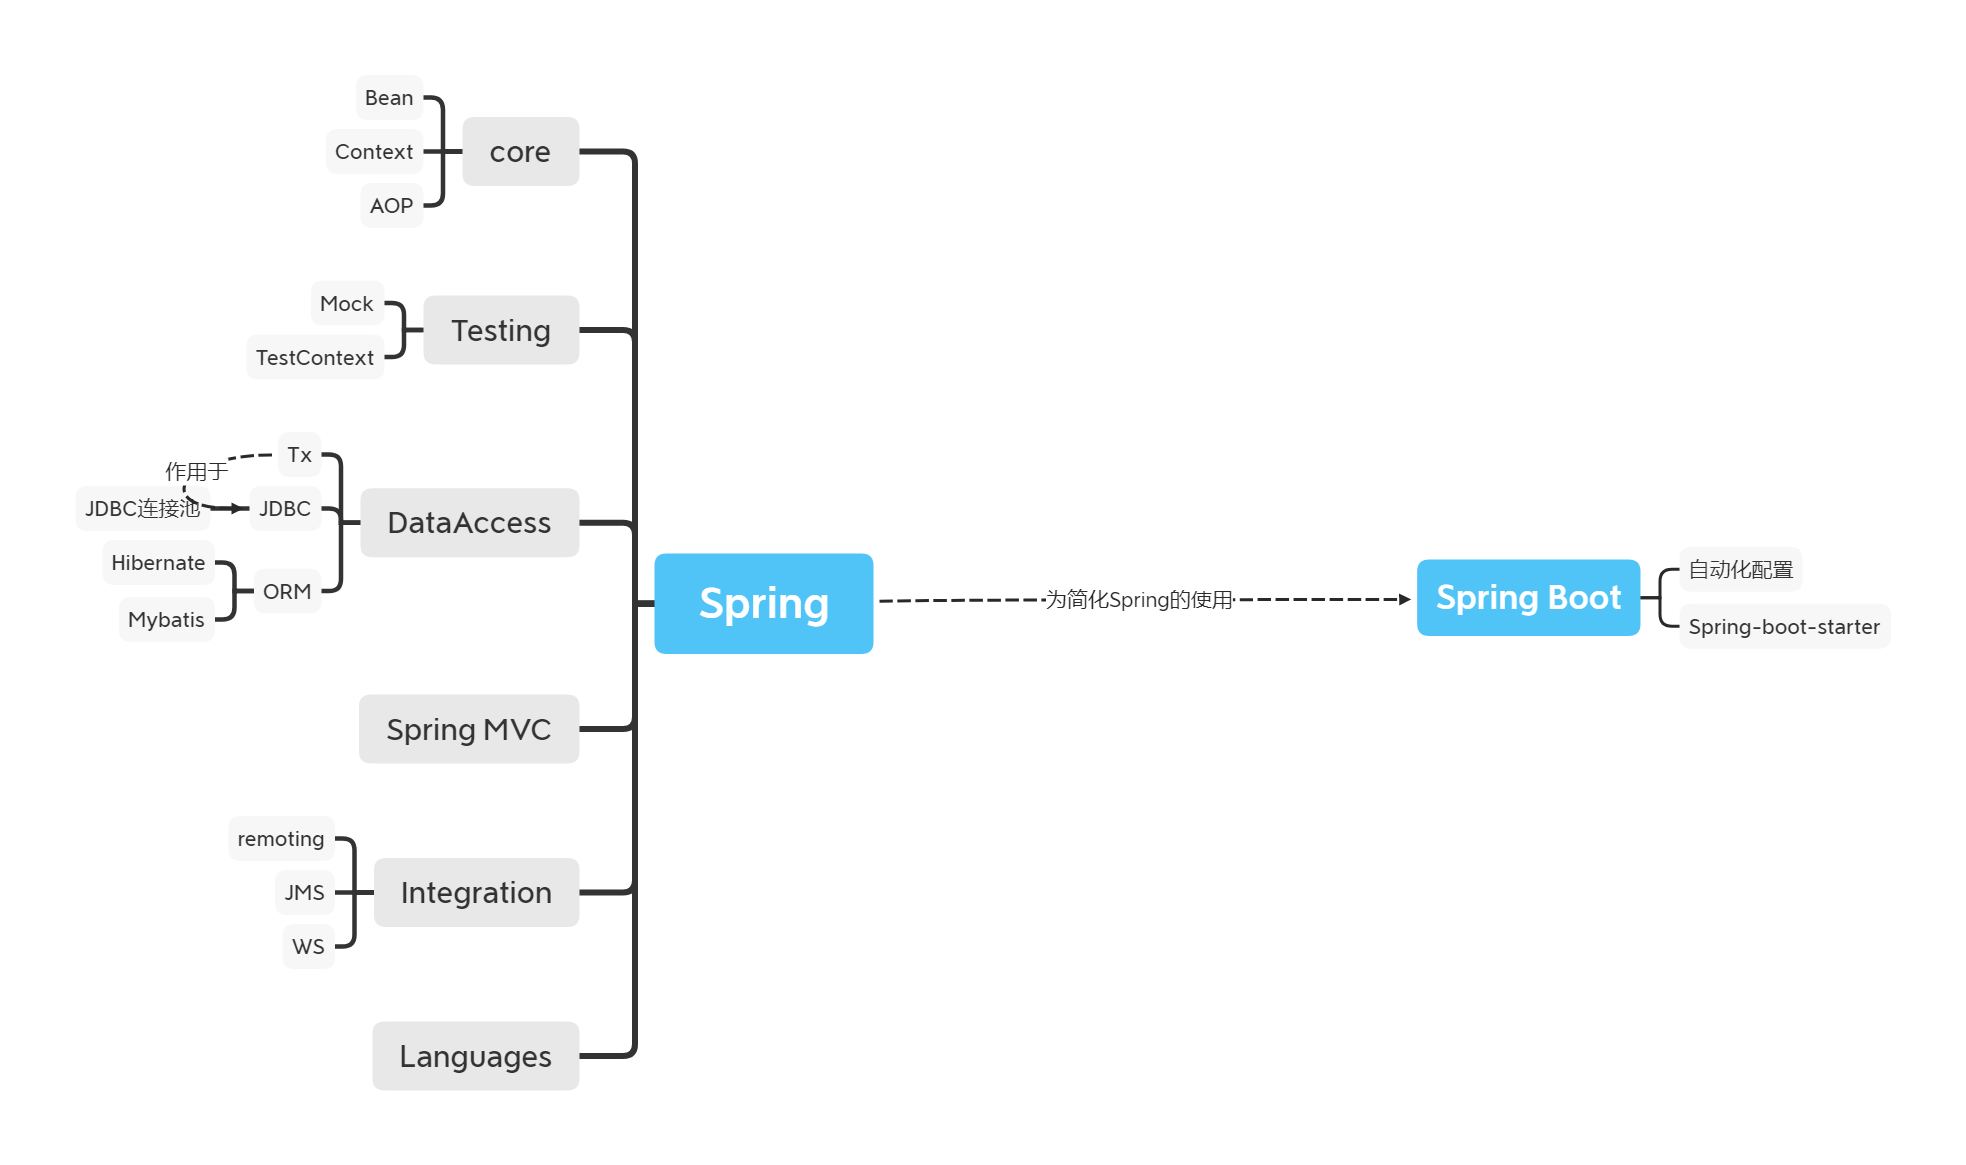 Bean
Context
AOP
core
Mock
TestContext
Testing
Tx
作用于
JDBC连接池
JDBC
Hibernate
Mybatis
ORM
DataAccess
Spring MVC
remoting
JMS
WS
Integration
Languages
Spring
为简化Spring的使用
Spring Boot
自动化配置
Spring-boot-starter